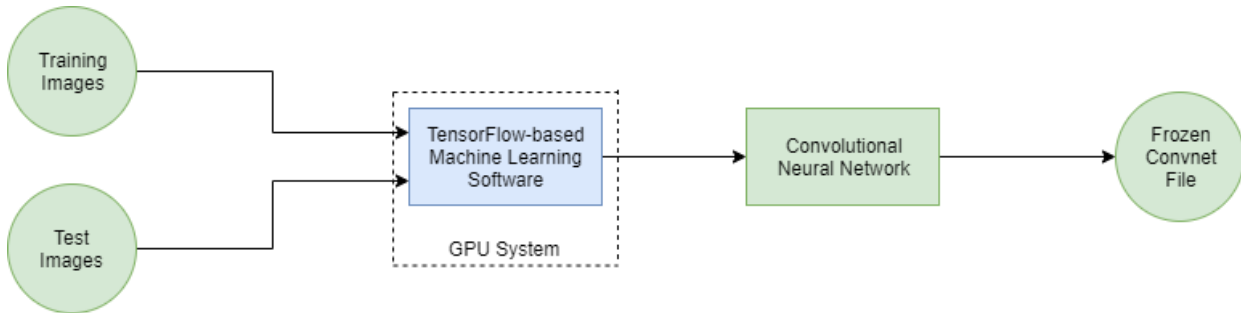 Training
Images
TensorFlow-based
Machine Learning
Software
Convolutional
Neural Network
Frozen
Convnet
File
Test
Images
GPU System